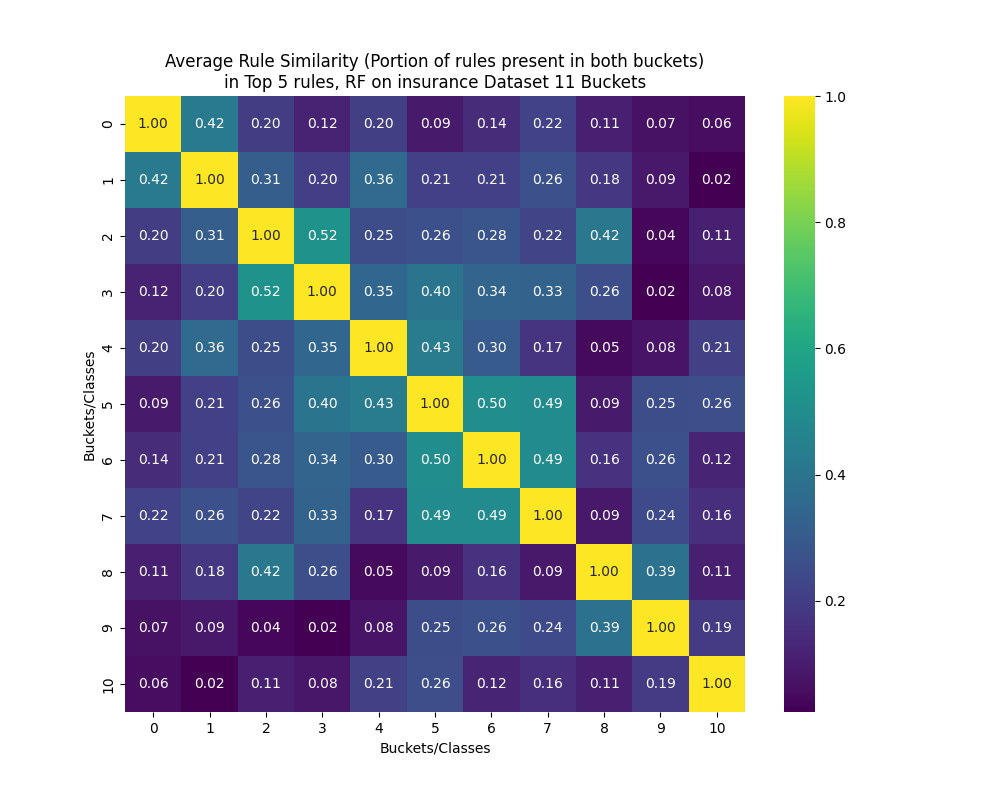 Average Rule Similarity (Portion of rules present in both buckets)
in Top 5 rules, RF on insurance Dataset 11 Buckets
0 1.00 0.42 0.20 0.12 0.20 0.09 0.14 0.22 0.11 0.07 0.06
1 0.42 1.00 0.31 0.20 0.36 0.21 0.21 0.26 0.18 0.09 0.02
2 0.20 0.31 1.00 0.52 0.25 0.26 0.28 0.22 0.42 0.04 0.11
3 0.12 0.20 0.52 1.00 0.35 0.40 0.34 0.33 0.26 0.02 0.08
4 0.20 0.36 0.25 0.35 1.00 0.43 0.30 0.17 0.05 0.08 0.21
5 0.09 0.21 0.26 0.40 0.43 1.00 0.50 0.49 0.09 0.25 0.26
6 0.14 0.21 0.28 0.34 0.30 0.50 1.00 0.49 0.16 0.26 0.12
7 0.22 0.26 0.22 0.33 0.17 0.49 0.49 1.00 0.09 0.24 0.16
8 0.11 0.18 0.42 0.26 0.05 0.09 0.16 0.09 1.00 0.39 0.11
9 0.07 0.09 0.04 0.02 0.08 0.25 0.26 0.24 0.39 1.00 0.19
10 0.06 0.02 0.11 0.08 0.21 0.26 0.12 0.16 0.11 0.19 1.00
0 1 2 3 4 5 6 7 8 9 10
Buckets/Classes
Buckets/Classes
1.0
0.8
0.6
0.4
0.2